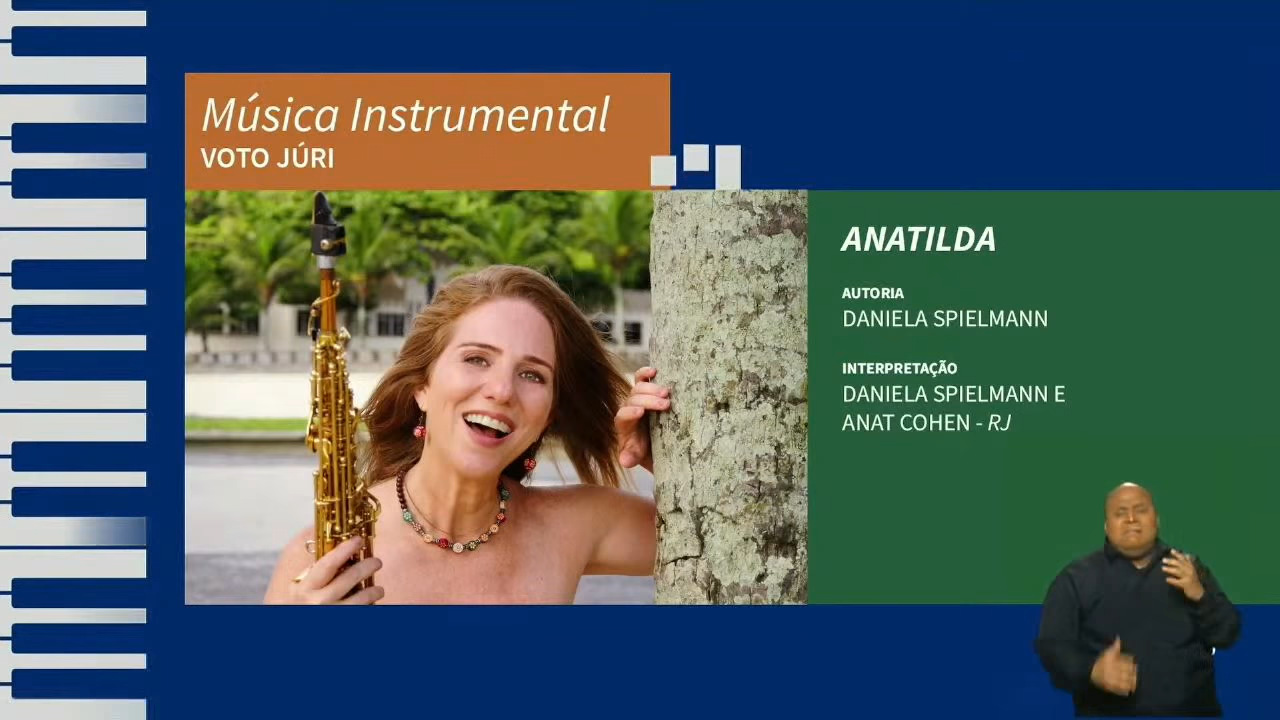 Música Instrumental
VOTO JÚRI
ANATILDA
AUTORIA
DANIELA SPIELMANN
INTERPRETAÇÃO
DANIELA SPIELMANN E
ANAT COHEN - RJ